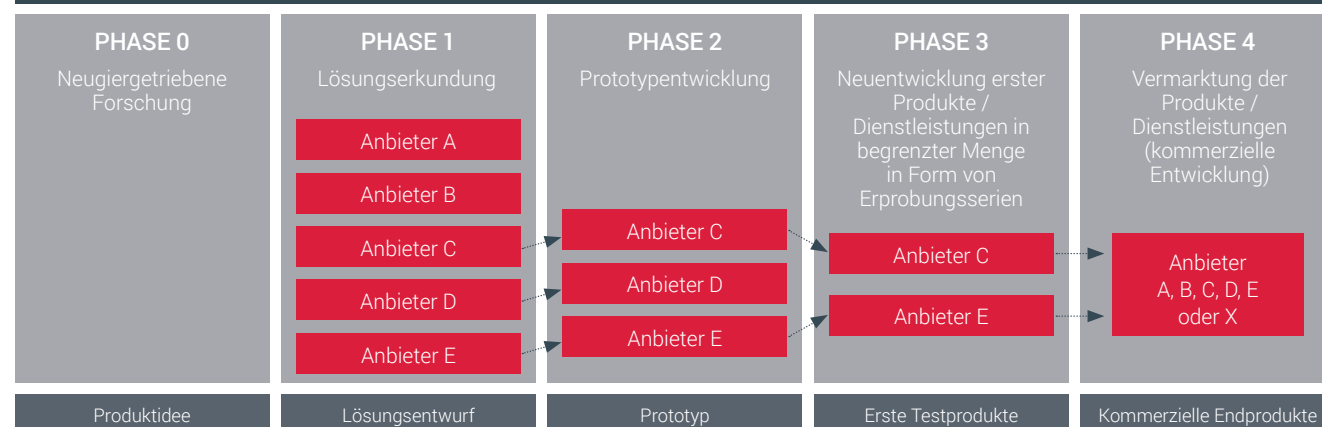 PHASE 0
Neugiergetriebene
Forschung
Produktidee
PHASE 1
Lösungserkundung
Anbieter A
Anbieter B
Anbieter C
Anbieter D
Anbieter E
Lösungsentwurf
PHASE 2
Prototypentwicklung
Anbieter C
Anbieter D
Anbieter E
Prototyp
PHASE 3
Neuentwicklung erster
Produkte /
Dienstleistungen in
begrenzter Menge
in Form von
Erprobungsserien
Anbieter C
Anbieter E
Erste Testprodukte
PHASE 4
Vermarktung der
Produkte /
Dienstleistungen
(kommerzielle
Entwicklung)
Anbieter
A, B, C, D, E
oder X
Kommerzielle Endprodukte